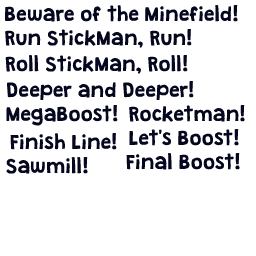 Beware of the Minefield!
Run StickMan, Run!
Roll StickMan, Roll!
Deeper and Deeper!
MegaBoost! Rocketman!
Finish Line! Let's Boost!
Sawmill! Final Boost!